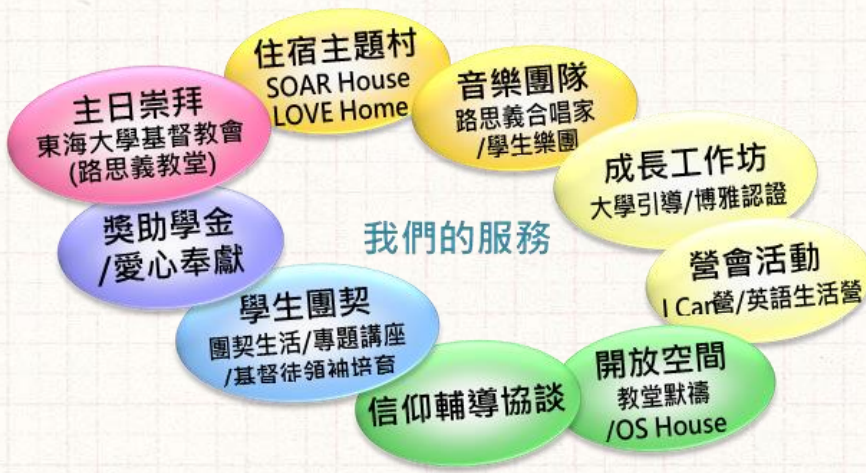 住宿主題村
SOAR House
LOVE Home
音樂團隊
路思義合唱家
/學生樂團
主日崇拜
東海大學基督教會
(路思義教堂)
成長工作坊
大學引導/博雅認證
我們的服務
獎助學金
/愛心奉獻
營會活動
I Can營/英語生活營
學生團契
團契生活/專題講座
/基督徒領袖培育
開放空間
教堂默禱
/OS House
信仰輔導協談